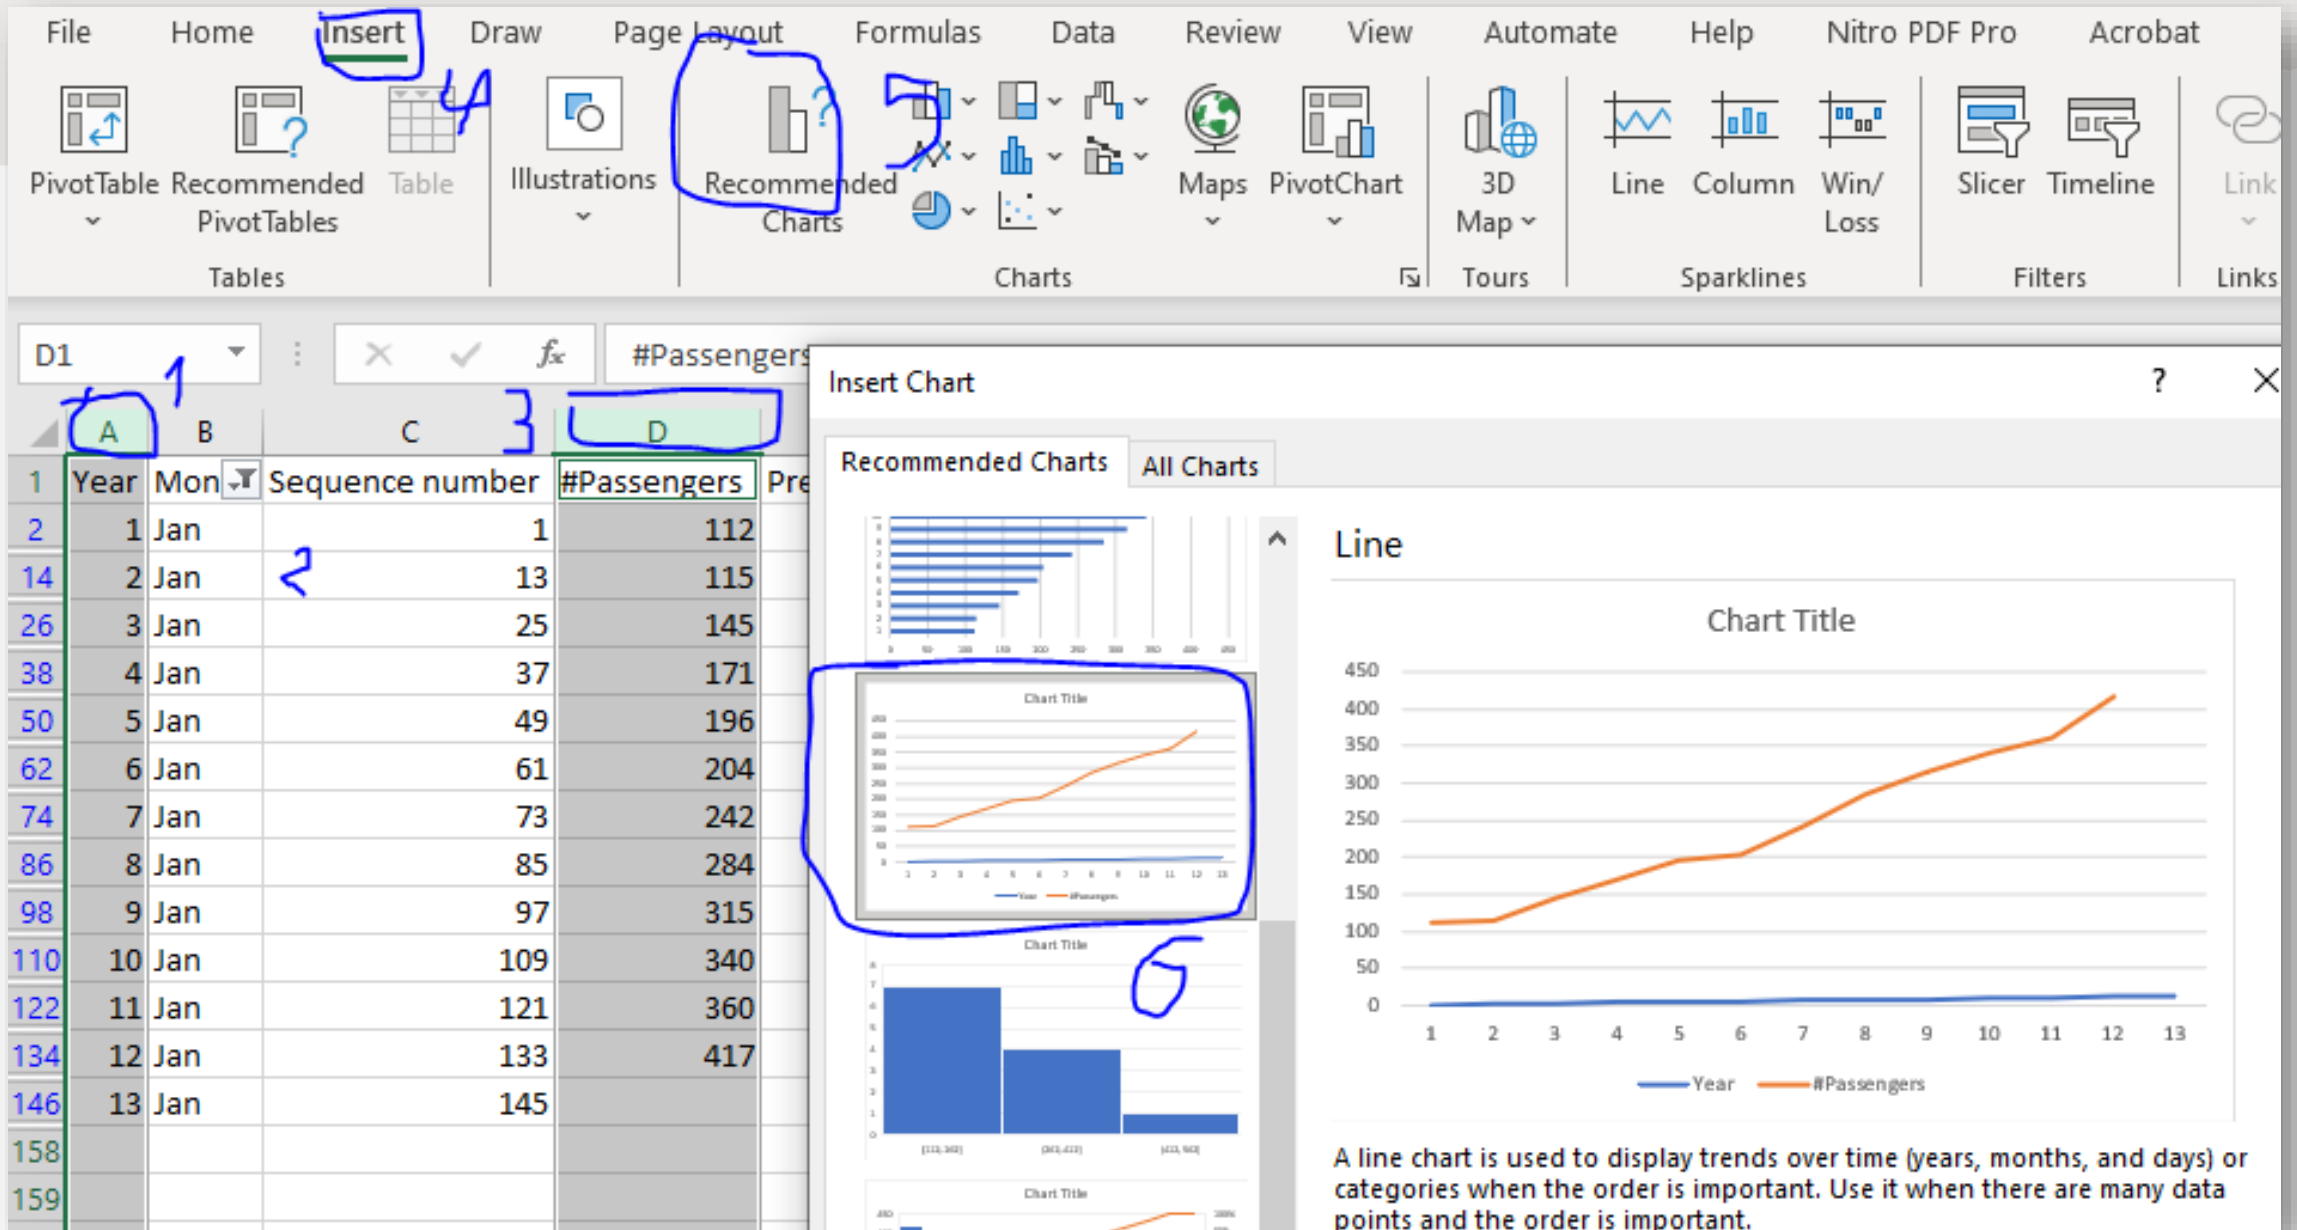 File Home Insert Draw Page Layout Formulas Data Review View Automate Help Nitro PDF Pro Acrobat
4 5
PivotTable Recommended PivotTables Table Illustrations Recommended Charts Maps PivotChart 3D Map Line Column Win/Loss Slicer Timeline Link
Tables Charts Tours Sparklines Filters Links
D1 fx #Passengers
1 3
A B C D
1 Year Mon Sequence number #Passengers Pre
2 1 Jan 1 112
14 2 Jan 2 13 115
26 3 Jan 25 145
38 4 Jan 37 171
50 5 Jan 49 196
62 6 Jan 61 204
74 7 Jan 73 242
86 8 Jan 85 284
98 9 Jan 97 315
110 10 Jan 109 340
122 11 Jan 121 360
134 12 Jan 133 417
146 13 Jan 145
158
159
Insert Chart ?
Recommended Charts All Charts
Chart Title
Year #Passengers
6
Chart Title
Chart Title
Line
Chart Title
450
400
350
300
250
200
150
100
50
0
1 2 3 4 5 6 7 8 9 10 11 12 13
Year #Passengers
A line chart is used to display trends over time (years, months, and days) or
categories when the order is important. Use it when there are many data
points and the order is important.